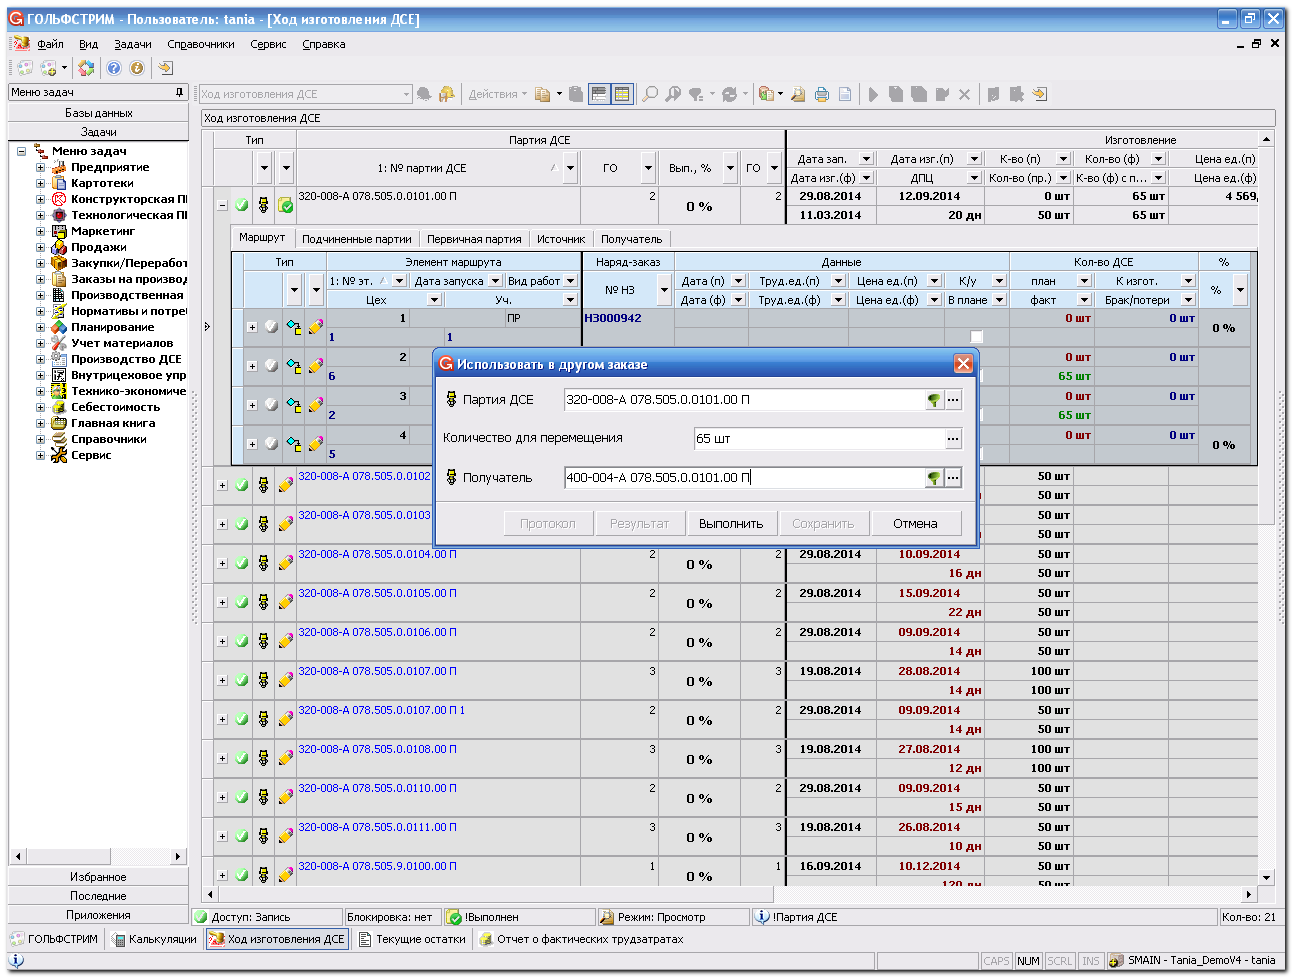 ГОЛЬФСТРИМ - Пользователь: tania - [Ход изготовления ДСЕ]
Файл Вид Задачи Справочники Сервис Справка
Меню задач
Ход изготовления ДСЕ Действия
Базы данных
Ход изготовления ДСЕ
Задачи
Меню задач
Предприятие
Картотеки
Конструкторская П
Технологическая П
Маркетинг
Продажи
Закупки/Переработ
Заказы на производ
Производственная
Нормативы и потре
Планирование
Учет материалов
Производство ДСЕ
Внутрицеховое упр
Технико-экономиче
Себестоимость
Главная книга
Справочники
Сервис
Избранное
Последние
Приложения
Тип Партия ДСЕ Изготовление
1: № партии ДСЕ ГО Вып., % ГО
Дата зап. Дата изг.(п) К-во (п) Кол-во (ф) Цена ед.(п)
Дата изг.(ф) ДПЦ Кол-во (пр.) К-во (ф) с п... Цена ед.(ф)
320-008-А 078.505.0.0101.00 П 2 0 % 2 29.08.2014 12.09.2014 0 шт 65 шт 4 569,
11.03.2014 20 дн 50 шт 65 шт
Маршрут Подчиненные партии Первичная партия Источник Получатель
Тип Элемент маршрута Наряд-заказ Данные Кол-во ДСЕ %
1: № эт. Дата запуска Вид работ № НЗ Дата (п) Труд.ед.(п) Цена ед.(п) К/у план К изгот. %
Цех Уч. Дата (ф) Труд.ед.(ф) Цена ед.(ф) В плане факт Брак/потери
1 ПР НЗ000942 0 шт 0 шт 0 %
1 1
2 0 шт 0 шт
6 65 шт
3 0 шт 0 шт
2 65 шт
4 0 шт 0 шт 0 %
5
Использовать в другом заказе
Партия ДСЕ 320-008-А 078.505.0.0101.00 П ...
Количество для перемещения 65 шт ...
Получатель 400-004-А 078.505.0.0101.00 П ...
Протокол Результат Выполнить Сохранить Отмена
320-008-А 078.505.0.0102 50 шт
50 шт
320-008-А 078.505.0.0103 50 шт
50 шт
320-008-А 078.505.0.0104.00 П 2 0 % 2 29.08.2014 10.09.2014 50 шт
16 дн 50 шт
320-008-А 078.505.0.0105.00 П 2 0 % 2 29.08.2014 15.09.2014 50 шт
22 дн 50 шт
320-008-А 078.505.0.0106.00 П 2 0 % 2 29.08.2014 09.09.2014 50 шт
14 дн 50 шт
320-008-А 078.505.0.0107.00 П 3 0 % 3 19.08.2014 28.08.2014 100 шт
14 дн 100 шт
320-008-А 078.505.0.0107.00 П 1 2 0 % 2 29.08.2014 09.09.2014 50 шт
14 дн 50 шт
320-008-А 078.505.0.0108.00 П 3 0 % 3 19.08.2014 27.08.2014 100 шт
12 дн 100 шт
320-008-А 078.505.0.0110.00 П 2 0 % 2 29.08.2014 09.09.2014 50 шт
15 дн 50 шт
320-008-А 078.505.0.0111.00 П 3 0 % 3 19.08.2014 26.08.2014 50 шт
10 дн 50 шт
320-008-А 078.505.9.0100.00 П 1 0 % 1 16.09.2014 10.12.2014 50 шт
120 дн 50 шт
Доступ: Запись Блокировка: нет !Выполнен Режим: Просмотр !Партия ДСЕ Кол-во: 21
ГОЛЬФСТРИМ Калькуляции Ход изготовления ДСЕ Текущие остатки Отчет о фактических трудзатратах
CAPS NUM SCRL INS SMAIN - Tania_DemoV4 - tania